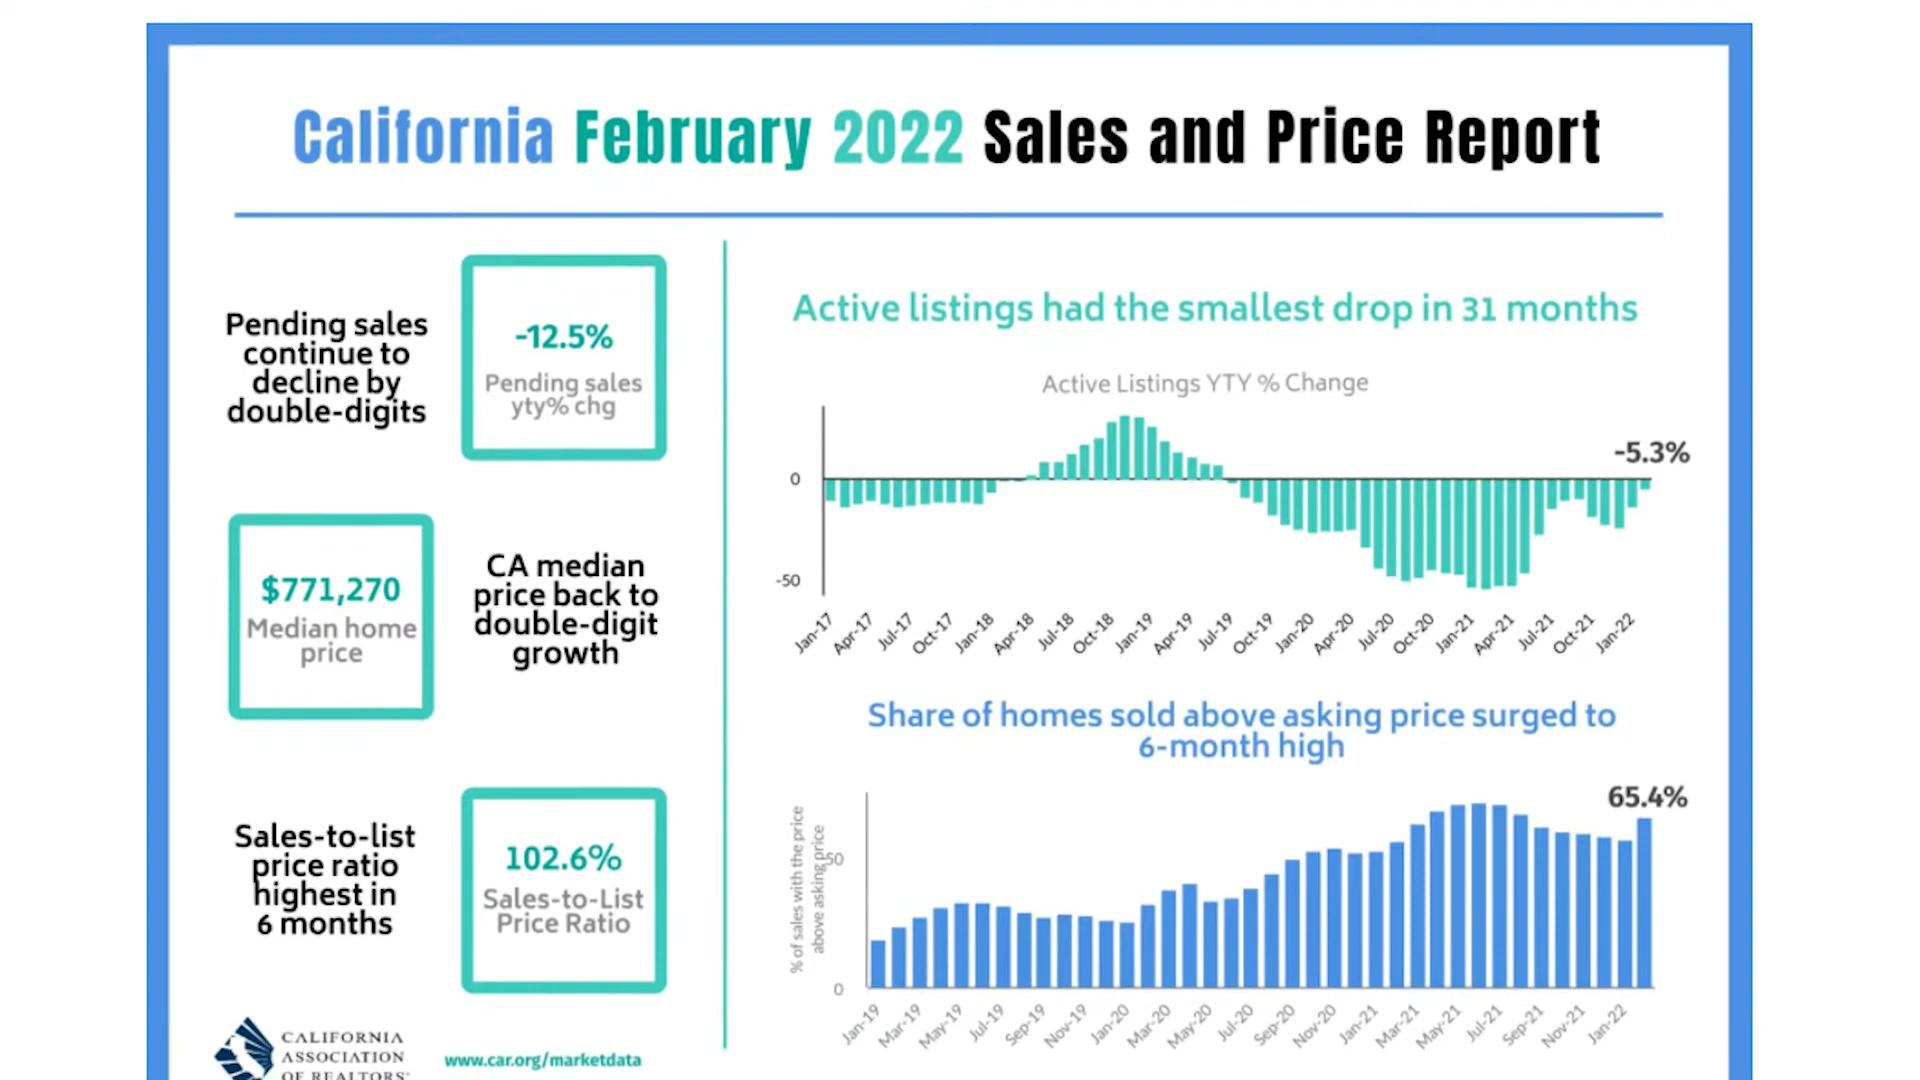 California February 2022 Sales and Price Report
Pending sales
continue to
decline by
double-digits
-12.5%
Pending sales
yty% chg
$771,270
Median home
price
CA median
price back to
double-digit
growth
Sales-to-list
price ratio
highest in
6 months
102.6%
Sales-to-List
Price Ratio
CALIFORNIA
ASSOCIATION
OF REALTORS®
www.car.org/marketdata
Active listings had the smallest drop in 31 months
Active Listings YTY % Change
-5.3%
0
-50
Jan-17
Apr-17
Jul-17
Oct-17
Jan-18
Apr-18
Jul-18
Oct-18
Jan-19
Apr-19
Jul-19
Oct-19
Jan-20
Apr-20
Jul-20
Oct-20
Jan-21
Apr-21
Jul-21
Oct-21
Jan-22
Share of homes sold above asking price surged to
6-month high
65.4%
% of sales with the price
above asking price
50
0
Jan-19
Mar-19
May-19
Jul-19
Sep-19
Nov-19
Jan-20
Mar-20
May-20
Jul-20
Sep-20
Nov-20
Jan-21
Mar-21
May-21
Jul-21
Sep-21
Nov-21
Jan-22